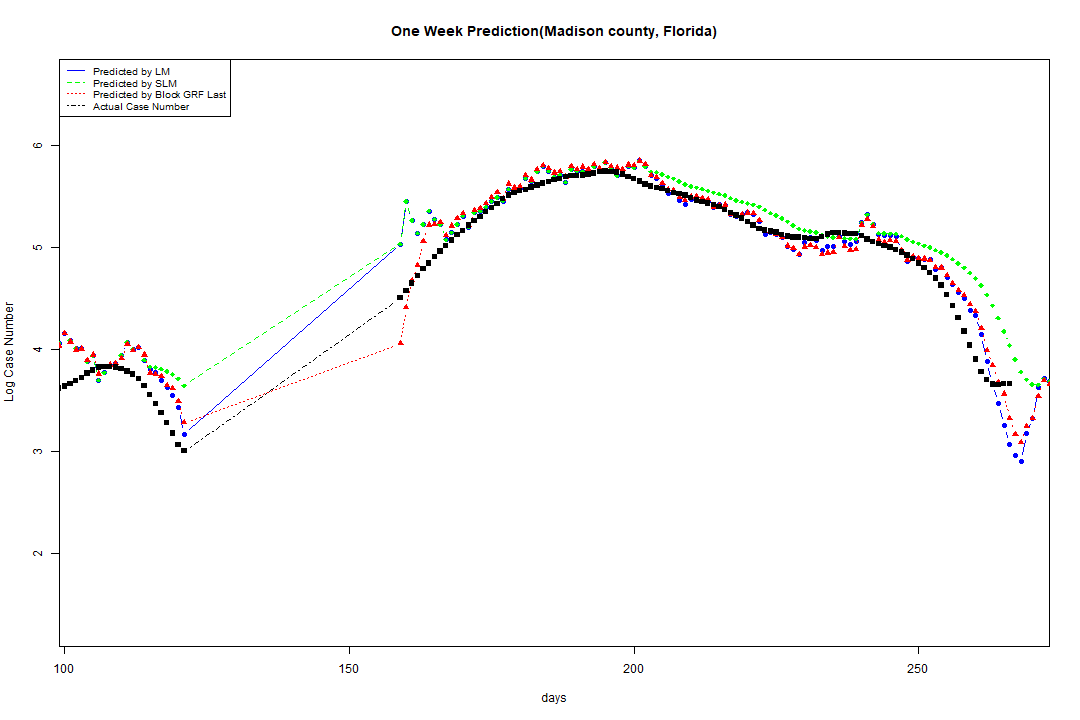 One Week Prediction(Madison county, Florida)
Predicted by LM
Predicted by SLM
Predicted by Block GRF Last
Actual Case Number
6
5
4
3
2
Log Case Number
100 150 200 250
days